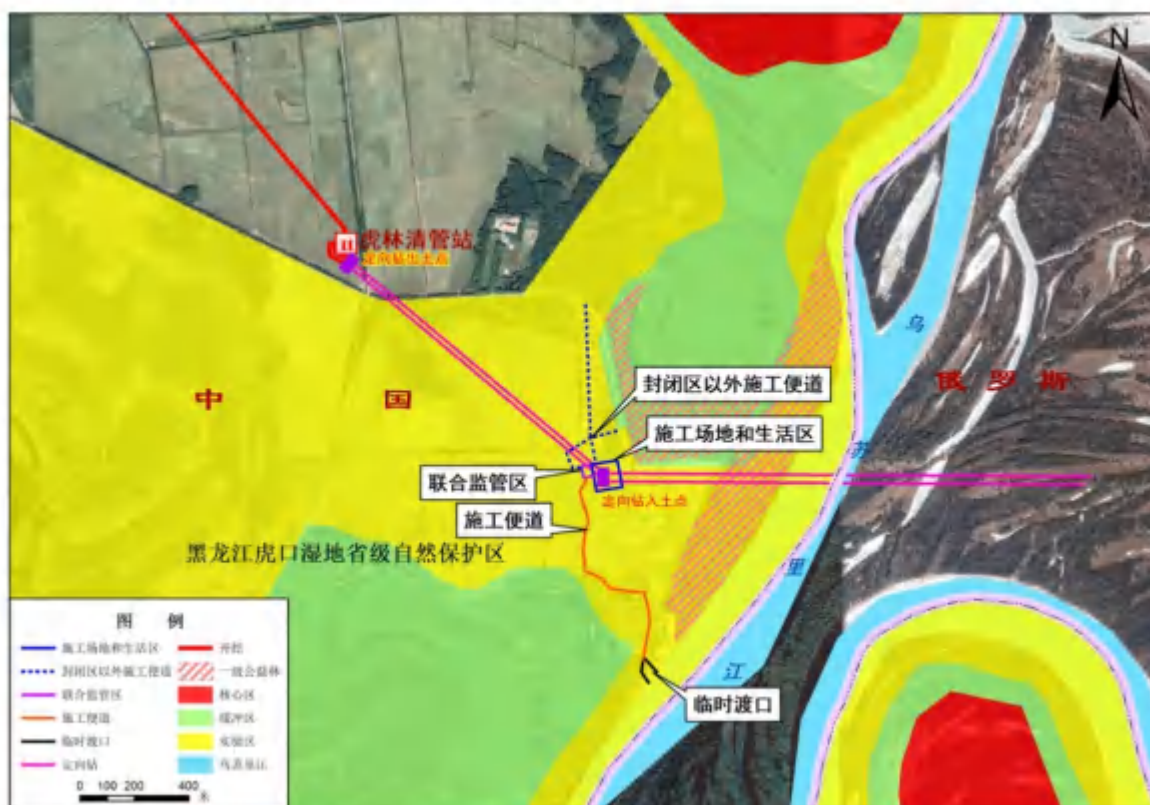 N
虎林清管站
定向钻出土点
乌
俄罗斯
封闭区以外施工便道
中国
施工场地和生活区
苏
联合监管区
定向钻入土点
施工便道
里
黑龙江虎口湿地省级自然保护区
江
临时渡口
图 例
施工场地和生活区
开挖
封闭区以外施工便道
一级公益林
联合监管区
核心区
施工便道
缓冲区
临时渡口
实验区
定向钻
乌苏里江
0 100 200 400
米